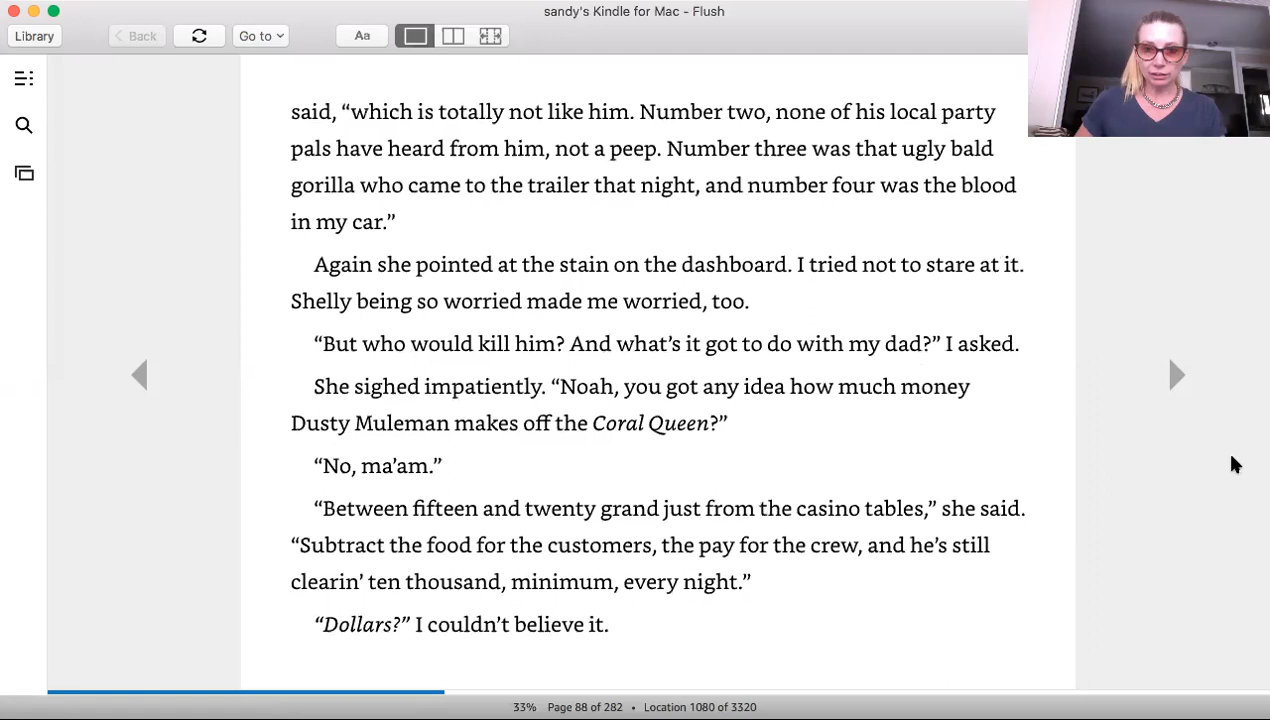 sandy's Kindle for Mac - Flush
Library
Back
Go to
Aa
said, “which is totally not like him. Number two, none of his local party
pals have heard from him, not a peep. Number three was that ugly bald
gorilla who came to the trailer that night, and number four was the blood
in my car.”
Again she pointed at the stain on the dashboard. I tried not to stare at it.
Shelly being so worried made me worried, too.
“But who would kill him? And what’s it got to do with my dad?” I asked.
She sighed impatiently. “Noah, you got any idea how much money
Dusty Muleman makes off the Coral Queen?”
“No, ma’am.”
“Between fifteen and twenty grand just from the casino tables,” she said.
“Subtract the food for the customers, the pay for the crew, and he’s still
clearin’ ten thousand, minimum, every night.”
“Dollars?” I couldn’t believe it.
33% Page 88 of 282 • Location 1080 of 3320